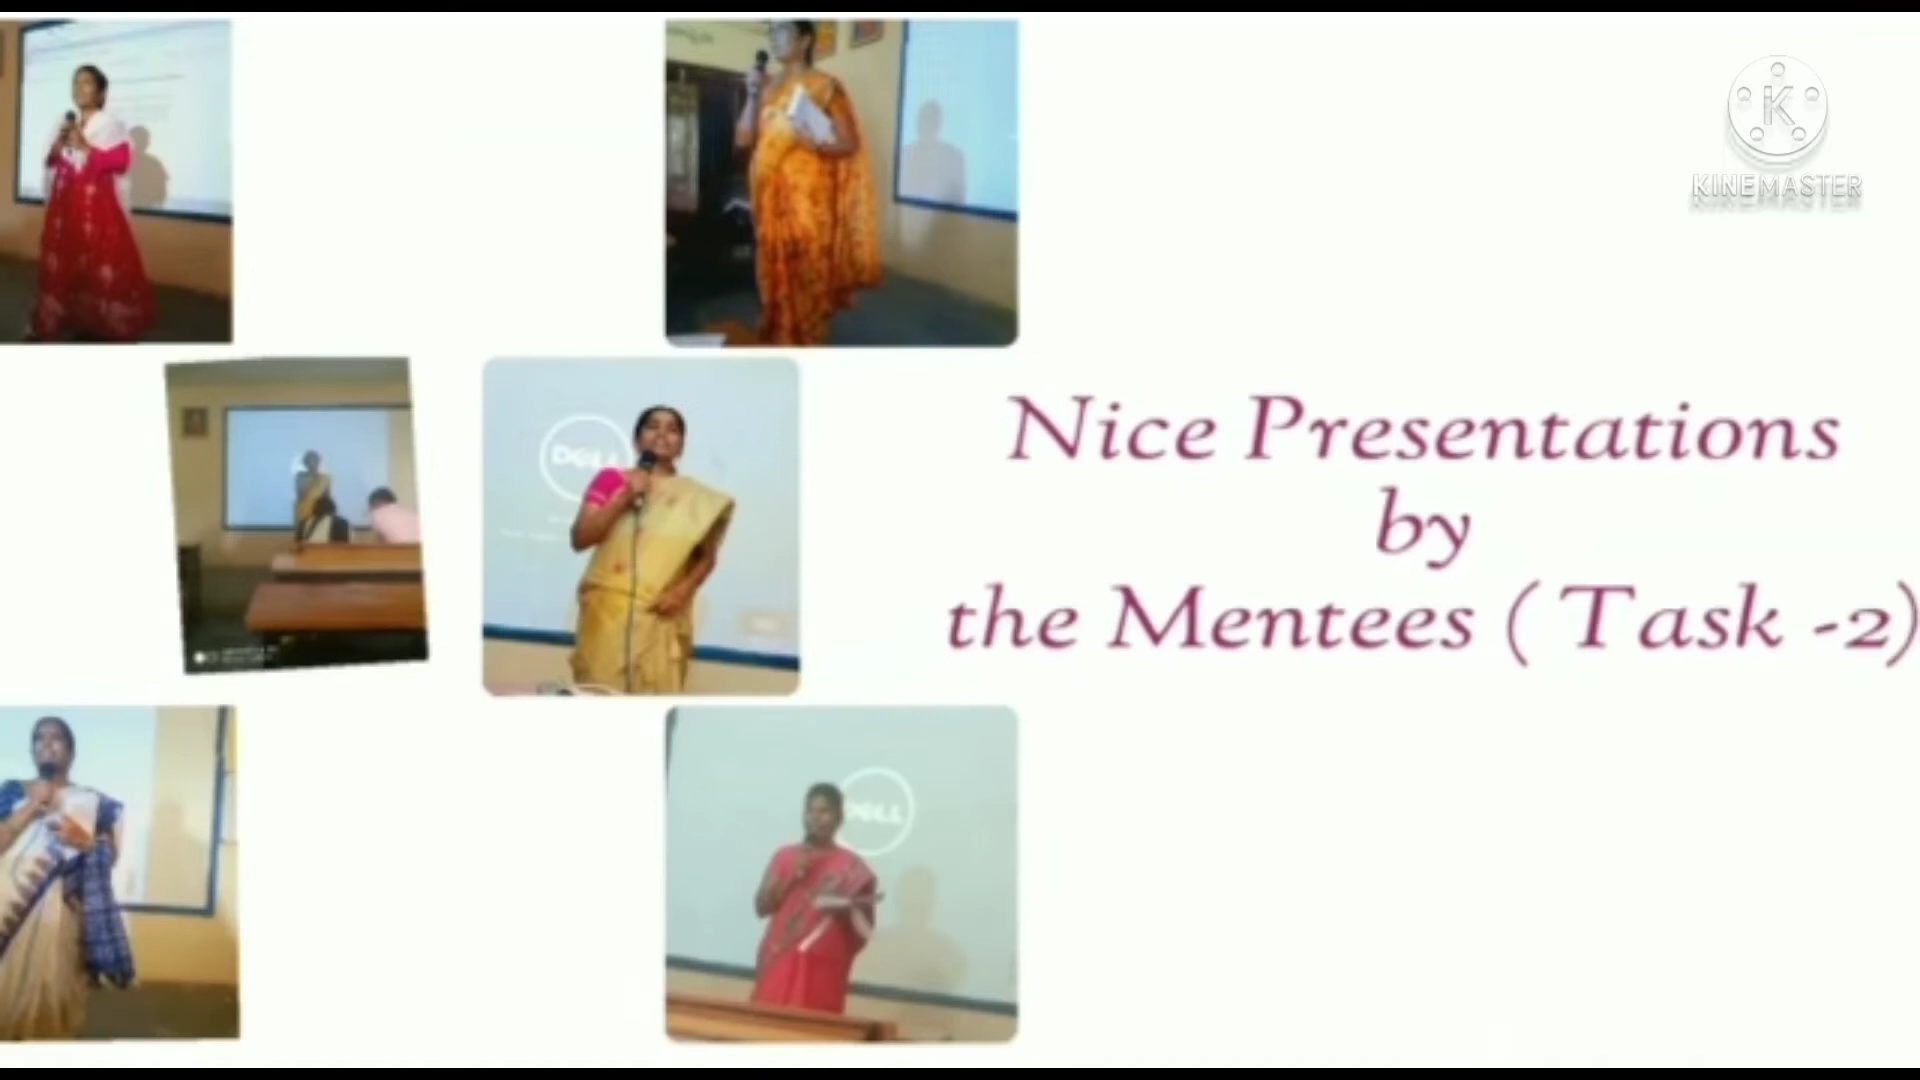 KINEMASTER
DELL
Nice Presentations
by
the Mentees ( Task -2)
DELL